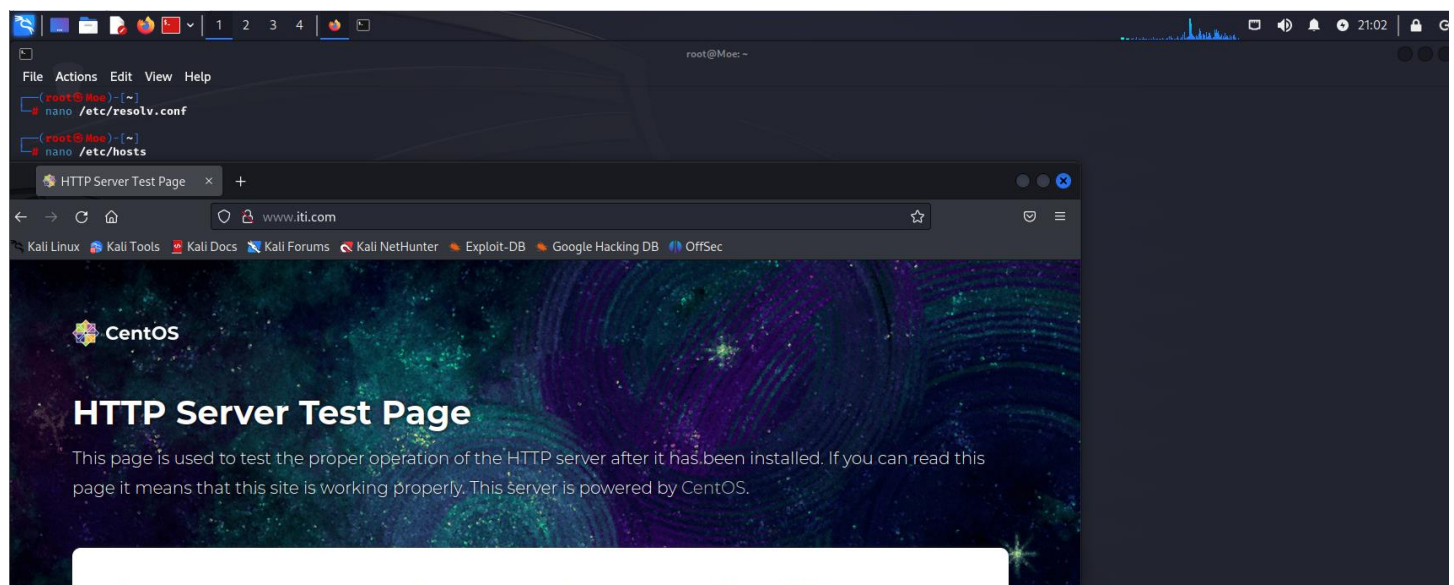 1 2 3 4 21:02 G
root@Moe: ~
File Actions Edit View Help
(root㉿Moe)-[~]
# nano /etc/resolv.conf
(root㉿Moe)-[~]
# nano /etc/hosts
HTTP Server Test Page × +
www.iti.com
Kali Linux Kali Tools Kali Docs Kali Forums Kali NetHunter Exploit-DB Google Hacking DB OffSec
CentOS
HTTP Server Test Page
This page is used to test the proper operation of the HTTP server after it has been installed. If you can read this
page it means that this site is working properly. This server is powered by CentOS.